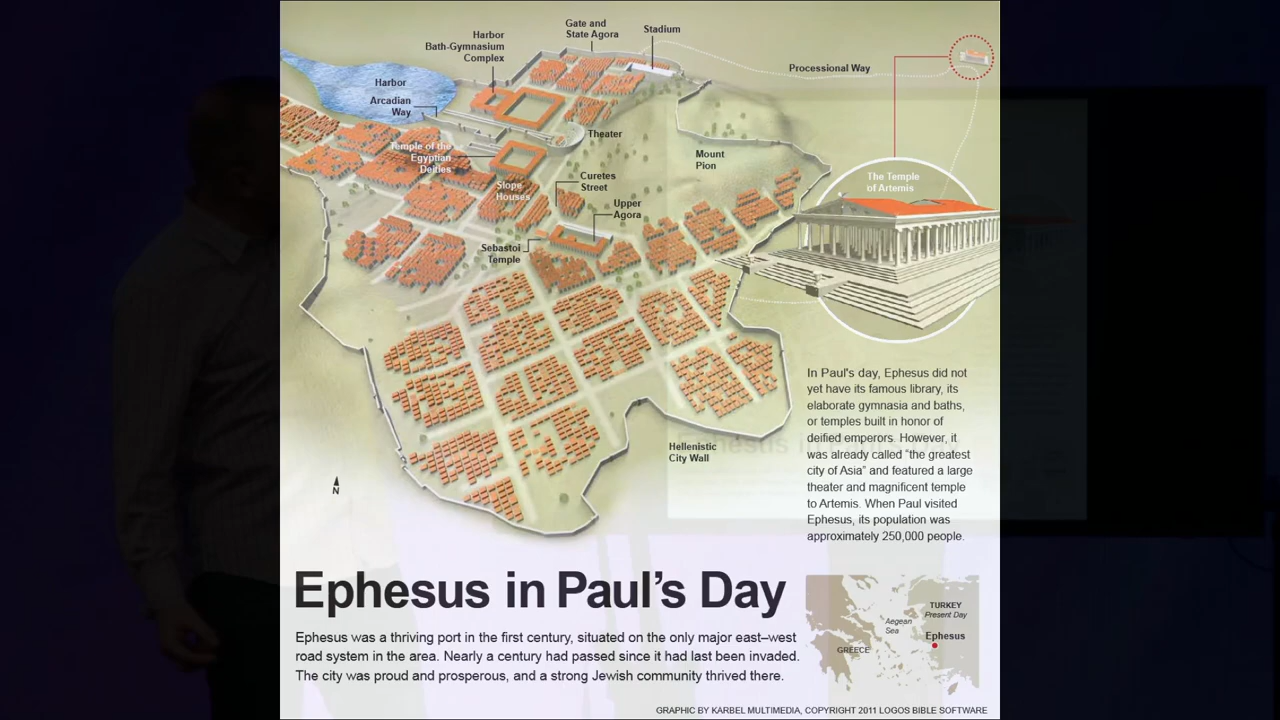 Gate and
State Agora
Stadium
Harbor
Bath-Gymnasium
Complex
Processional Way
Harbor
Arcadian
Way
Theater
Temple of the
Egyptian
Deities
Mount
Pion
Curetes
Street
Slope
Houses
Upper
Agora
Sebastoi
Temple
The Temple
of Artemis
Hellenistic
City Wall
N
In Paul's day, Ephesus did not
yet have its famous library, its
elaborate gymnasia and baths,
or temples built in honor of
deified emperors. However, it
was already called “the greatest
city of Asia” and featured a large
theater and magnificent temple
to Artemis. When Paul visited
Ephesus, its population was
approximately 250,000 people.
Ephesus in Paul’s Day
Ephesus was a thriving port in the first century, situated on the only major east–west
road system in the area. Nearly a century had passed since it had last been invaded.
The city was proud and prosperous, and a strong Jewish community thrived there.
TURKEY
Present Day
Aegean
Sea
Ephesus
GREECE
GRAPHIC BY KARBEL MULTIMEDIA, COPYRIGHT 2011 LOGOS BIBLE SOFTWARE